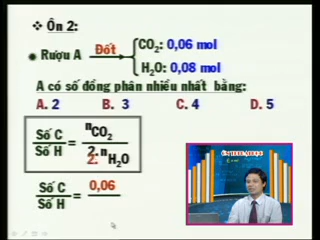 ❖ Ôn 2:
● Rượu A Đốt CO₂: 0,06 mol
H₂O: 0,08 mol
A có số đồng phân nhiều nhất bằng:
A. 2 B. 3 C. 4 D. 5
Số C / Số H = nCO₂ / 2.nH₂O
Số C / Số H = 0,06